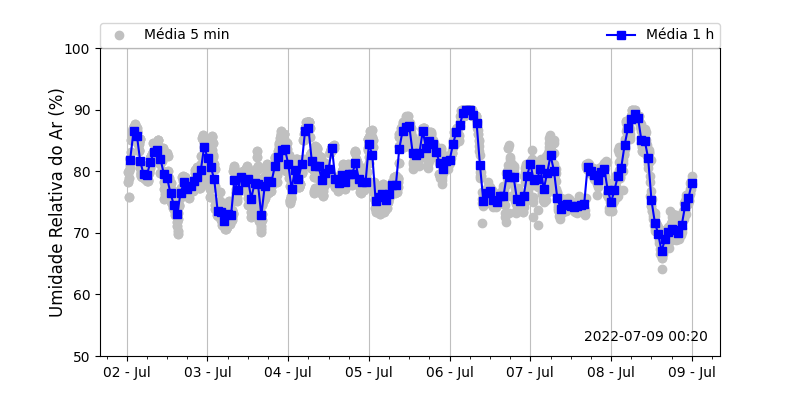 Média 5 min Média 1 h
Umidade Relativa do Ar (%)
100
90
80
70
60
50
2022-07-09 00:20
02 - Jul 03 - Jul 04 - Jul 05 - Jul 06 - Jul 07 - Jul 08 - Jul 09 - Jul